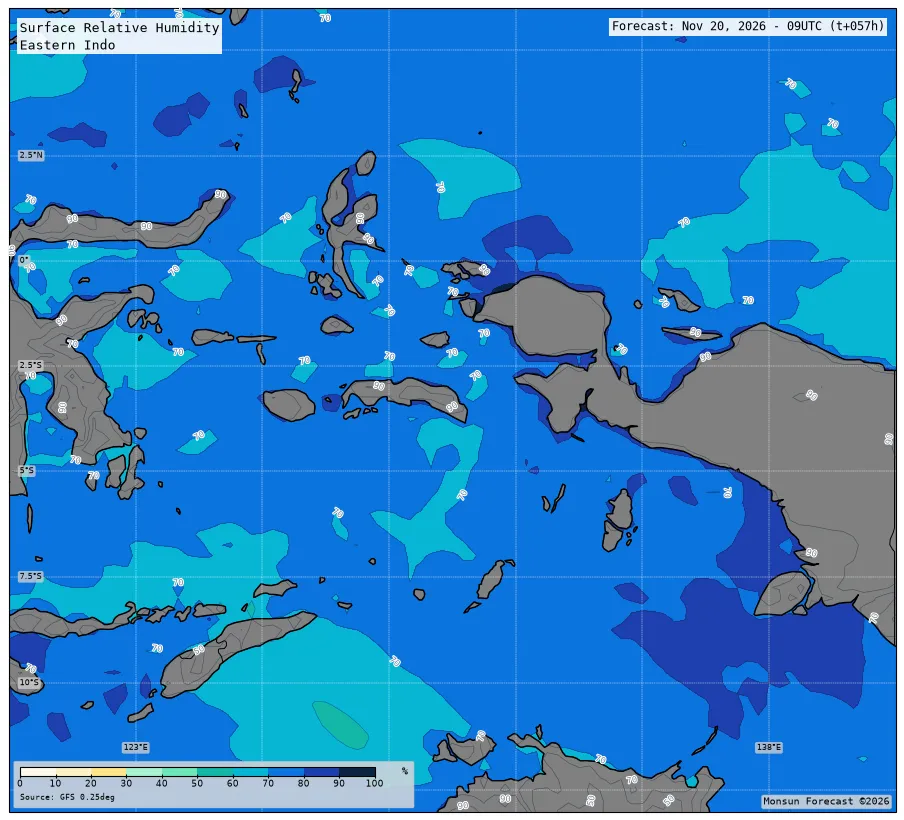 Surface Relative Humidity
Eastern Indo
Forecast: Nov 20, 2026 - 09UTC (t+057h)
2.5°N
0°
2.5°S
5°S
7.5°S
10°S
123°E
138°E
%
0 10 20 30 40 50 60 70 80 90 100
Source: GFS 0.25deg
Monsun Forecast ©2026